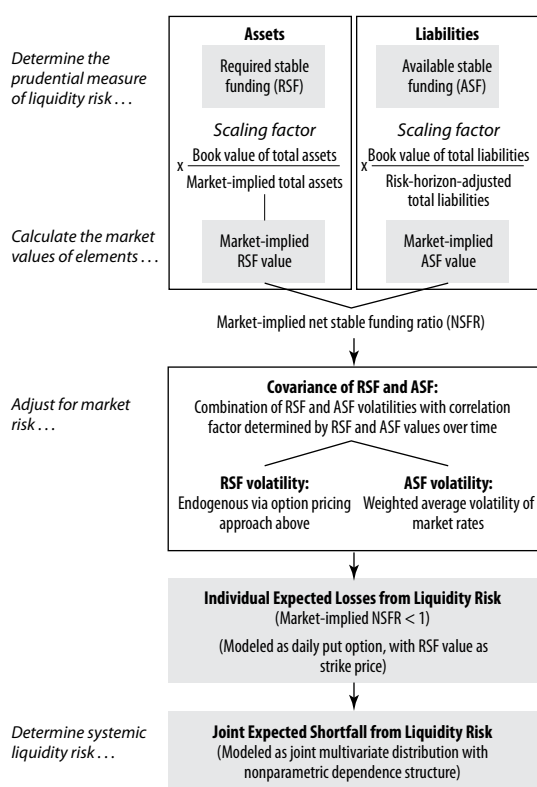 Assets
Liabilities
Determine the
prudential measure
of liquidity risk . . .
Required stable
funding (RSF)
Available stable
funding (ASF)
Scaling factor
x Book value of total assets
Market-implied total assets
Scaling factor
x Book value of total liabilities
Risk-horizon-adjusted
total liabilities
Calculate the market
values of elements . . .
Market-implied
RSF value
Market-implied
ASF value
Market-implied net stable funding ratio (NSFR)
Adjust for market
risk . . .
Covariance of RSF and ASF:
Combination of RSF and ASF volatilities with correlation
factor determined by RSF and ASF values over time
RSF volatility:
Endogenous via option pricing
approach above
ASF volatility:
Weighted average volatility of
market rates
Individual Expected Losses from Liquidity Risk
(Market-implied NSFR < 1)
(Modeled as daily put option, with RSF value as
strike price)
Determine systemic
liquidity risk . . .
Joint Expected Shortfall from Liquidity Risk
(Modeled as joint multivariate distribution with
nonparametric dependence structure)